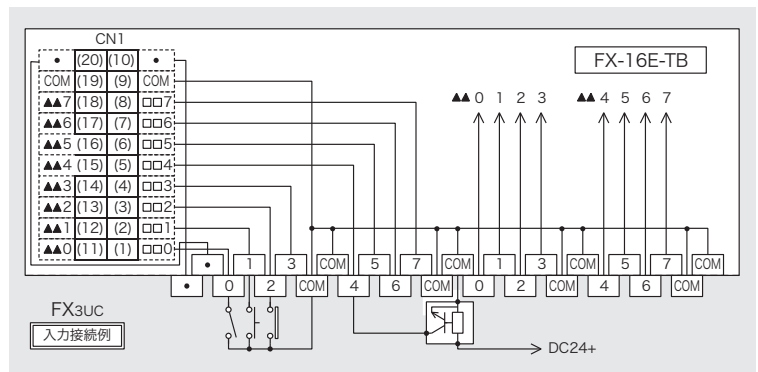 CN1
FX-16E-TB
• (20) (10) •
COM (19) (9) COM
▲▲7 (18) (8) □□7
▲▲6 (17) (7) □□6
▲▲5 (16) (6) □□5
▲▲4 (15) (5) □□4
▲▲3 (14) (4) □□3
▲▲2 (13) (3) □□2
▲▲1 (12) (2) □□1
▲▲0 (11) (1) □□0
▲▲ 0 1 2 3 ▲▲ 4 5 6 7
• 1 3 COM 5 7 COM 1 3 COM 5 7 COM
• 0 2 COM 4 6 COM 0 2 COM 4 6 COM
FX3UC
入力接続例
DC24+